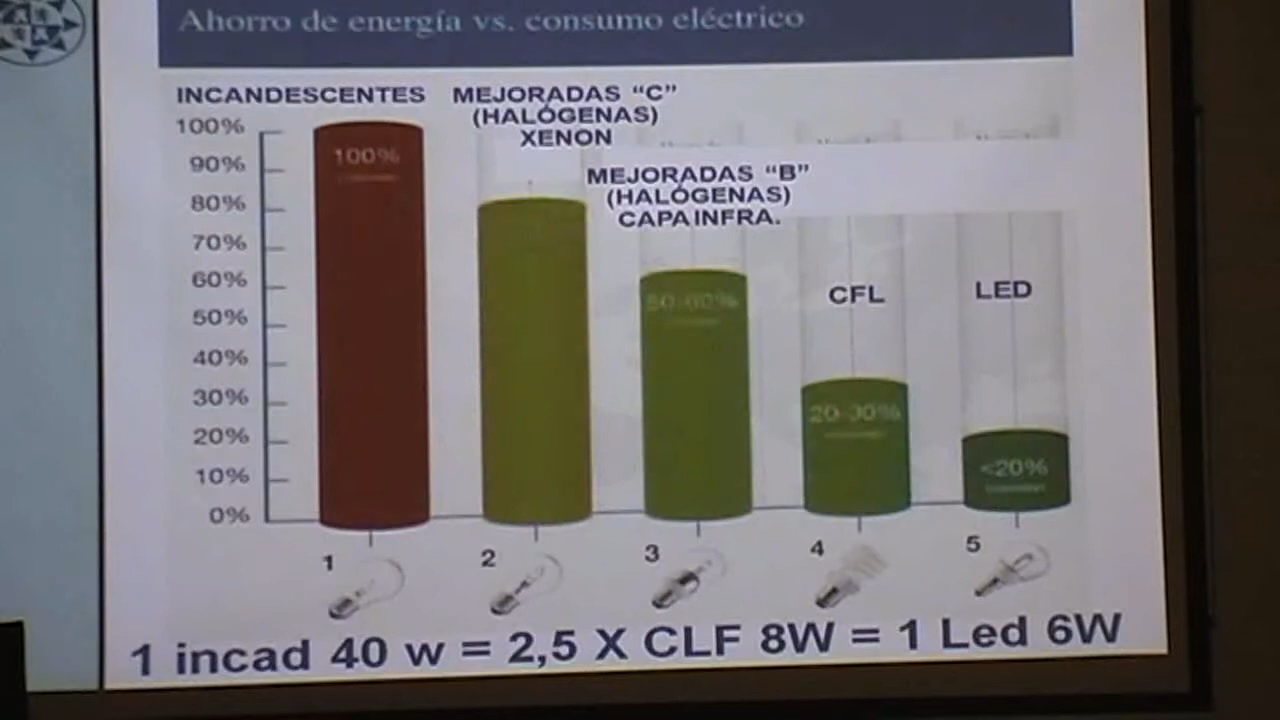 Ahorro de energía vs. consumo eléctrico
INCANDESCENTES
MEJORADAS “C”
(HALÓGENAS)
XENON
MEJORADAS “B”
(HALÓGENAS)
CAPA INFRA.
CFL
LED
100%
90%
80%
70%
60%
50%
40%
30%
20%
10%
0%
100%
50-60%
20-30%
<20%
1
2
3
4
5
1 incad 40 w = 2,5 X CLF 8W = 1 Led 6W